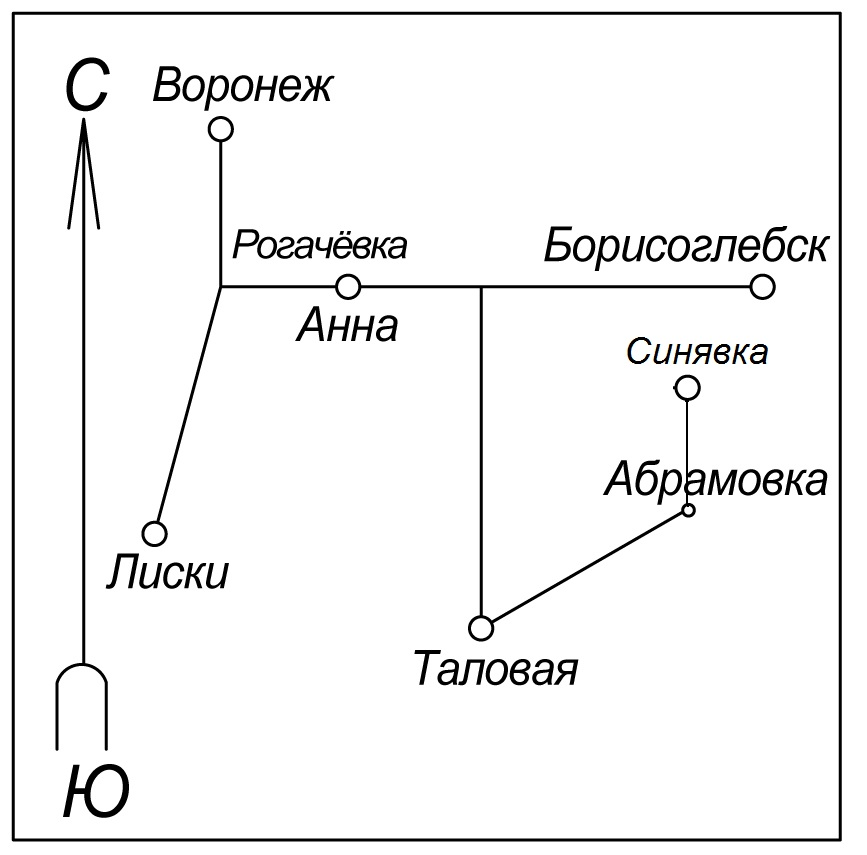 С
Воронеж
Рогачёвка
Борисоглебск
Анна
Синявка
Абрамовка
Лиски
Таловая
Ю